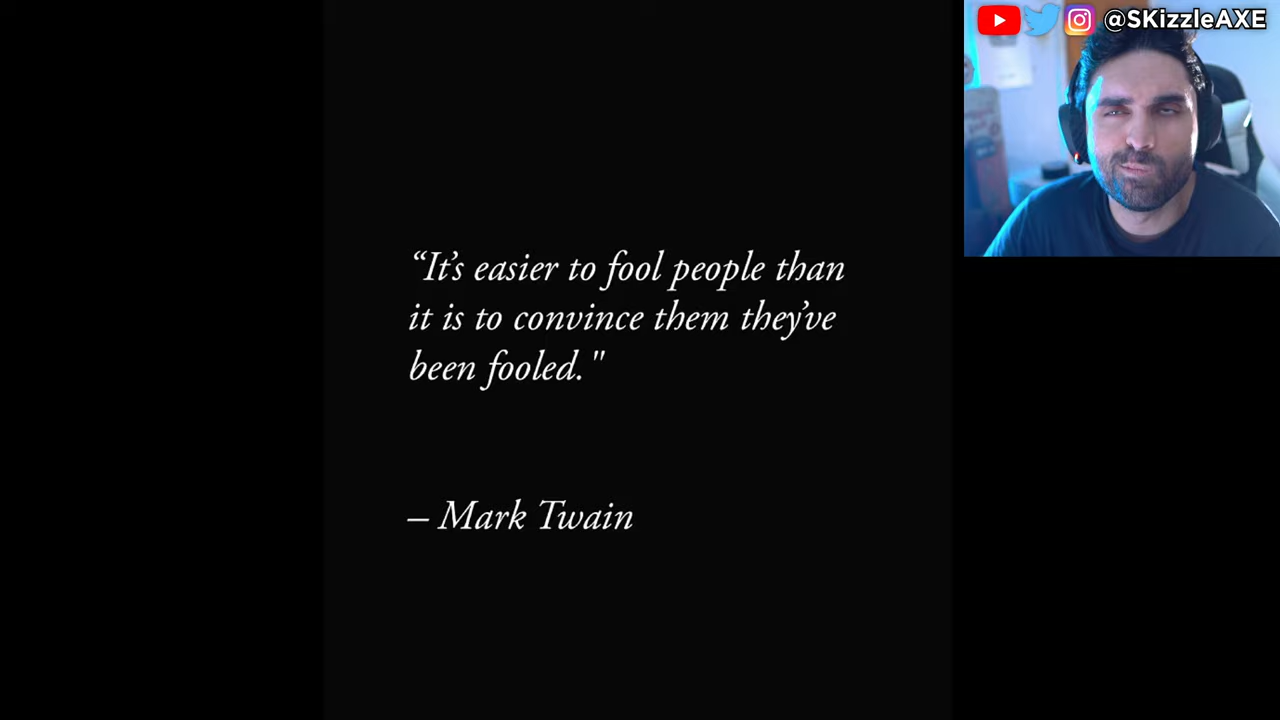 @SKizzleAXE
“It’s easier to fool people than
it is to convince them they’ve
been fooled."
– Mark Twain